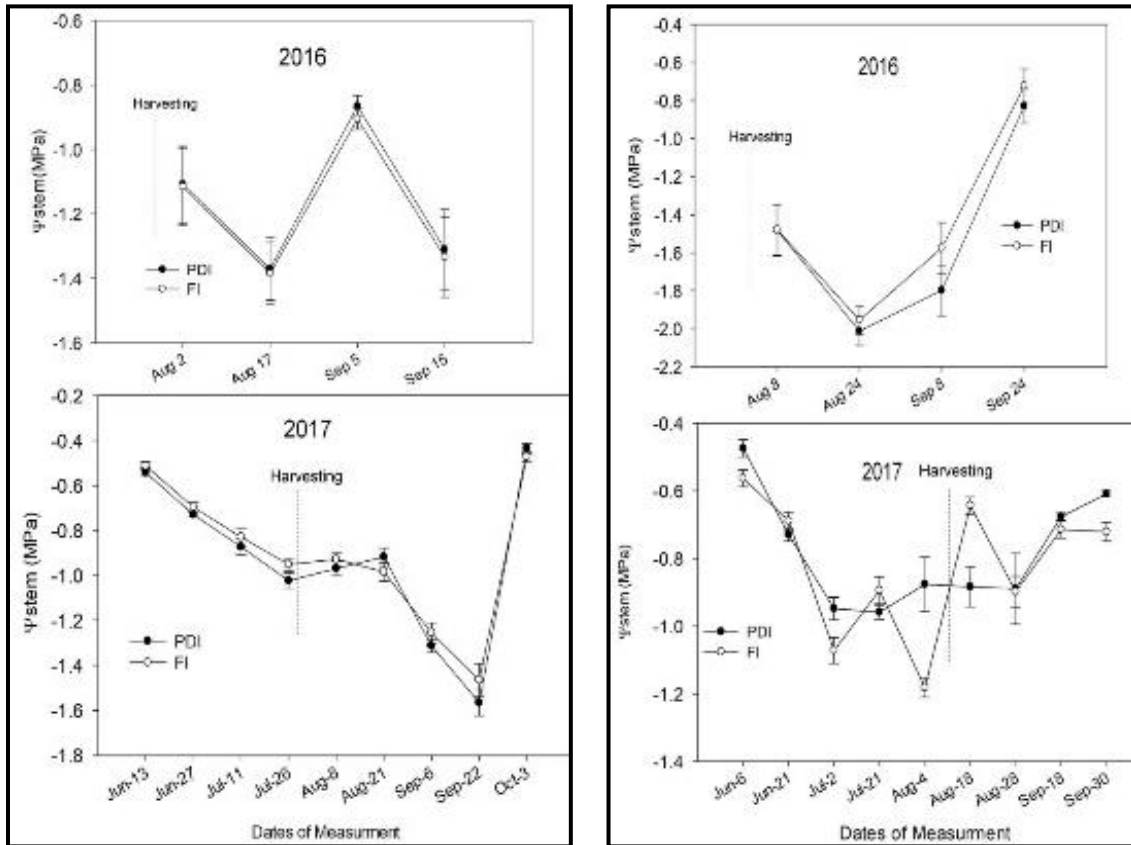 2016
Harvesting
Ψstem(MPa)
-0.6
-0.8
-1.0
-1.2
-1.4
-1.6
PDI
FI
Aug 2
Aug 17
Sep 5
Sep 15
2017
Harvesting
Ψstem (MPa)
-0.2
-0.4
-0.6
-0.8
-1.0
-1.2
-1.4
-1.6
-1.8
PDI
FI
Jun-13
Jun-27
Jul-11
Jul-26
Aug-8
Aug-21
Sep-6
Sep-22
Oct-3
Dates of Measurment
2016
Harvesting
Ψstem (MPa)
-0.4
-0.6
-0.8
-1.0
-1.2
-1.4
-1.6
-1.8
-2.0
-2.2
PDI
FI
Aug 8
Aug 24
Sep 8
Sep 24
2017
Harvesting
Ψstem (MPa)
-0.4
-0.6
-0.8
-1.0
-1.2
-1.4
PDI
FI
Jun-6
Jun-21
Jul-2
Jul-21
Aug-4
Aug-18
Aug-28
Sep-18
Sep-30
Dates of Measurment